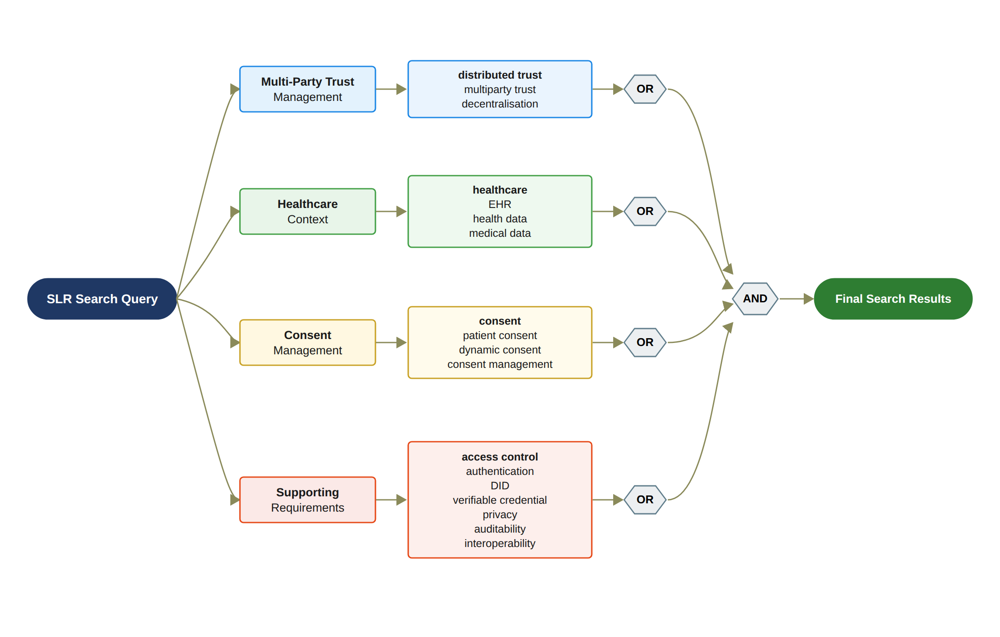 SLR Search Query
Multi-Party Trust
Management
distributed trust
multiparty trust
decentralisation
OR
Healthcare
Context
healthcare
EHR
health data
medical data
OR
Consent
Management
consent
patient consent
dynamic consent
consent management
OR
Supporting
Requirements
access control
authentication
DID
verifiable credential
privacy
auditability
interoperability
OR
AND
Final Search Results